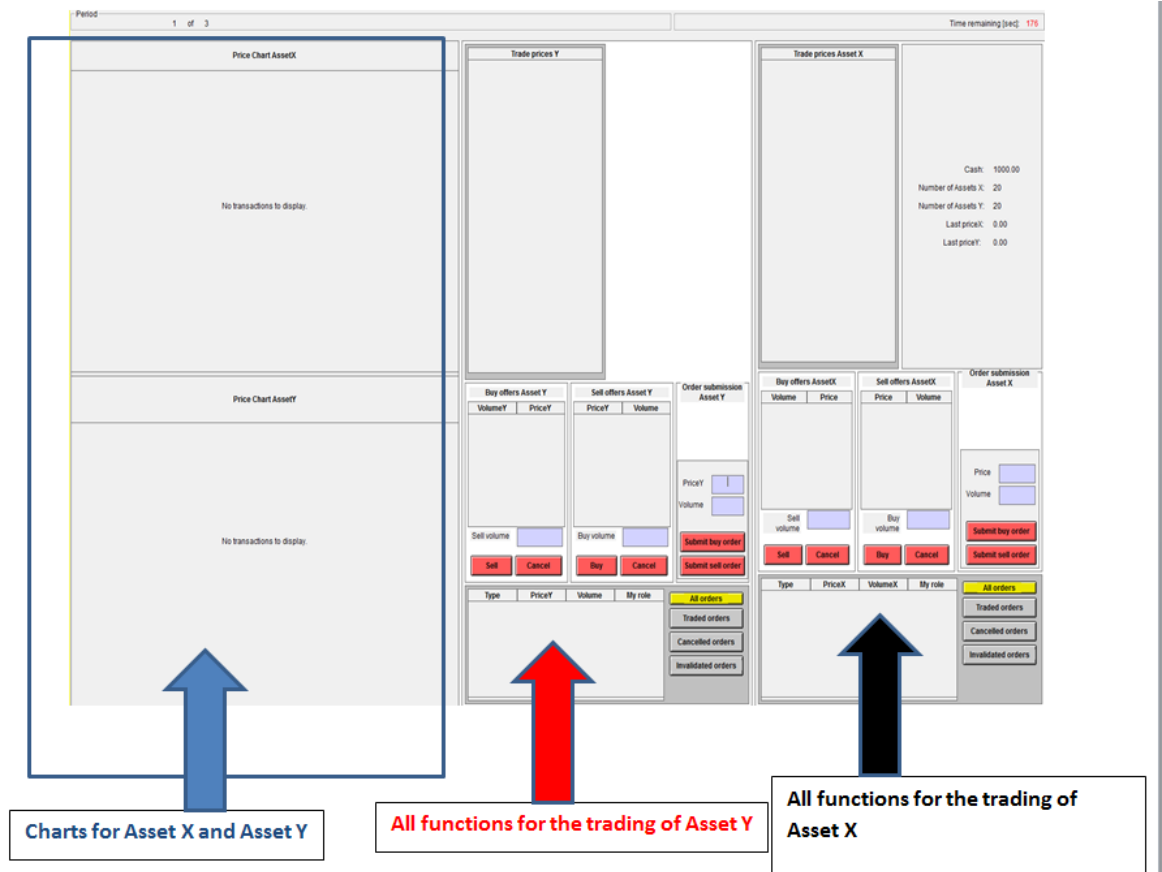 Period
1 of 3
Time remaining [sec]: 176
Price Chart AssetX
No transactions to display.
Price Chart AssetY
No transactions to display.
Trade prices Y
Buy offers Asset Y
VolumeY PriceY
Sell volume
Sell Cancel
Sell offers Asset Y
PriceY Volume
Buy volume
Buy Cancel
Order submission
Asset Y
PriceY
Volume
Submit buy order
Submit sell order
Type PriceY Volume My role
All orders
Traded orders
Cancelled orders
Invalidated orders
Trade prices Asset X
Cash: 1000.00
Number of Assets X: 20
Number of Assets Y: 20
Last priceX: 0.00
Last priceY: 0.00
Buy offers AssetX
Volume Price
Sell
volume
Sell Cancel
Sell offers AssetX
Price Volume
Buy
volume
Buy Cancel
Order submission
Asset X
Price
Volume
Submit buy order
Submit sell order
Type PriceX VolumeX My role
All orders
Traded orders
Cancelled orders
Invalidated orders
Charts for Asset X and Asset Y
All functions for the trading of Asset Y
All functions for the trading of
Asset X